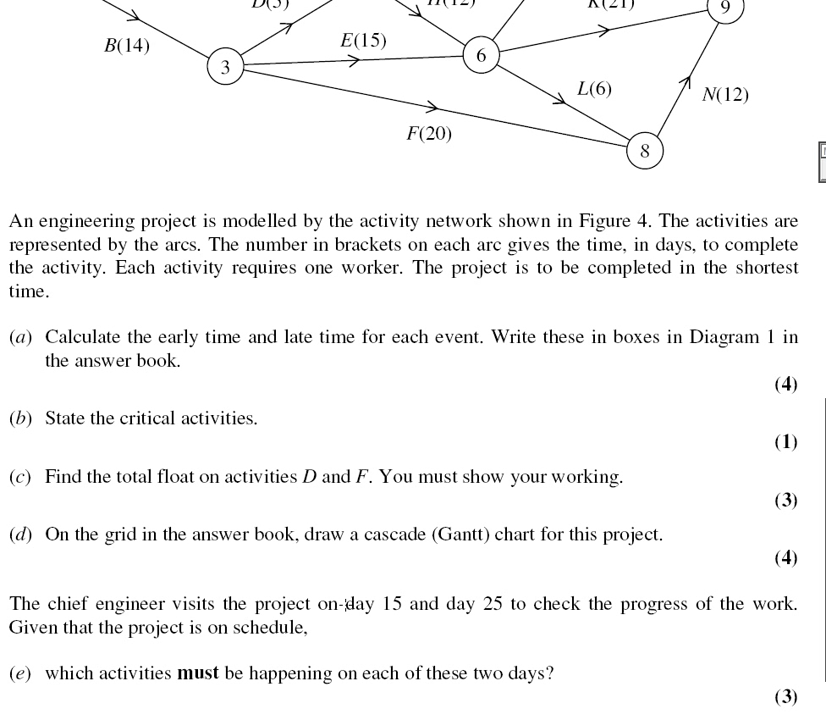 D(5)
H(12)
K(21)
9
B(14)
E(15)
6
3
L(6)
N(12)
F(20)
8
An engineering project is modelled by the activity network shown in Figure 4. The activities are
represented by the arcs. The number in brackets on each arc gives the time, in days, to complete
the activity. Each activity requires one worker. The project is to be completed in the shortest
time.
(a) Calculate the early time and late time for each event. Write these in boxes in Diagram 1 in
the answer book.
(4)
(b) State the critical activities.
(1)
(c) Find the total float on activities D and F. You must show your working.
(3)
(d) On the grid in the answer book, draw a cascade (Gantt) chart for this project.
(4)
The chief engineer visits the project on day 15 and day 25 to check the progress of the work.
Given that the project is on schedule,
(e) which activities must be happening on each of these two days?
(3)